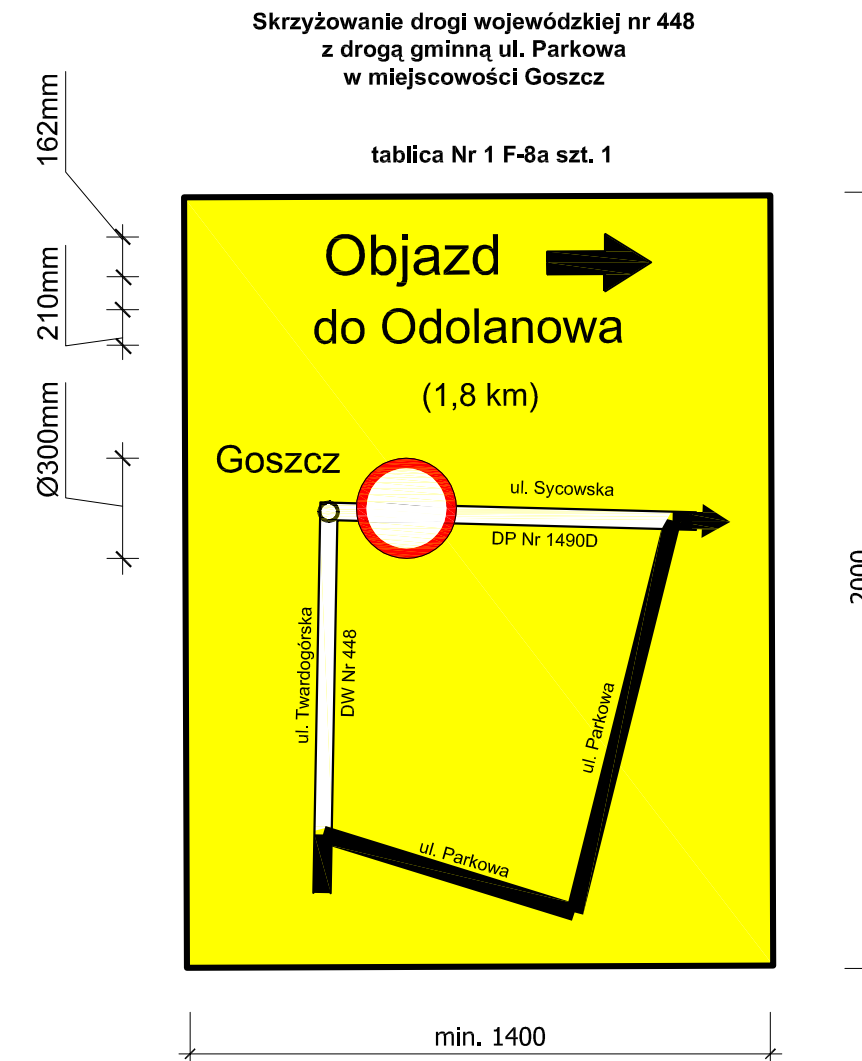 Skrzyżowanie drogi wojewódzkiej nr 448
z drogą gminną ul. Parkowa
w miejscowości Goszcz
tablica Nr 1 F-8a szt. 1
162mm
210mm
Ø300mm
Objazd
do Odolanowa
(1,8 km)
Goszcz
ul. Sycowska
DP Nr 1490D
ul. Twardogórska
DW Nr 448
ul. Parkowa
ul. Parkowa
2000
min. 1400